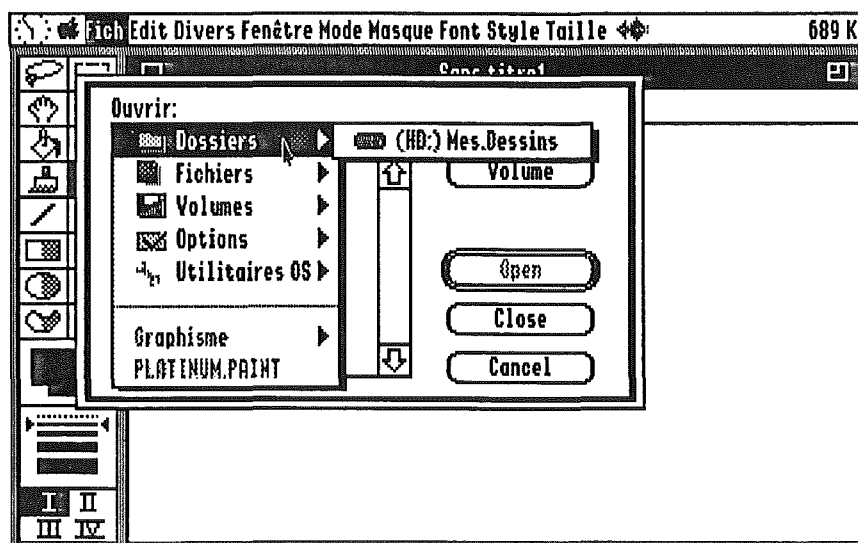 Fich Edit Divers Fenêtre Mode Masque Font Style Taille 689 K
Sans titre1
Ouvrir:
Dossiers
(HD:) Mes.Dessins
Fichiers
Volume
Volumes
Options
Utilitaires OS
Open
Close
Graphisme
PLATINUM.PAINT
Cancel
I II
III IV